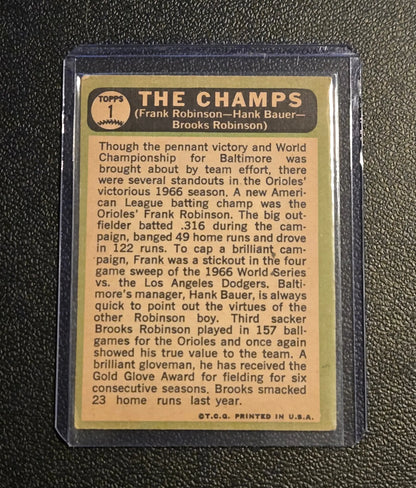 TOPPS
1
THE CHAMPS
(Frank Robinson—Hank Bauer—
Brooks Robinson)
Though the pennant victory and World
Championship for Baltimore was
brought about by team effort, there
were several standouts in the Orioles'
victorious 1966 season. A new Amer-
ican League batting champ was the
Orioles' Frank Robinson. The big out-
fielder batted .316 during the cam-
paign, banged 49 home runs and drove
in 122 runs. To cap a brilliant cam-
paign, Frank was a stickout in the four
game sweep of the 1966 World Series
vs. the Los Angeles Dodgers. Balti-
more's manager, Hank Bauer, is always
quick to point out the virtues of the
other Robinson boy. Third sacker
Brooks Robinson played in 157 ball-
games for the Orioles and once again
showed his true value to the team. A
brilliant gloveman, he has received the
Gold Glove Award for fielding for six
consecutive seasons. Brooks smacked
23 home runs last year.
©T.C.G. PRINTED IN U.S.A.